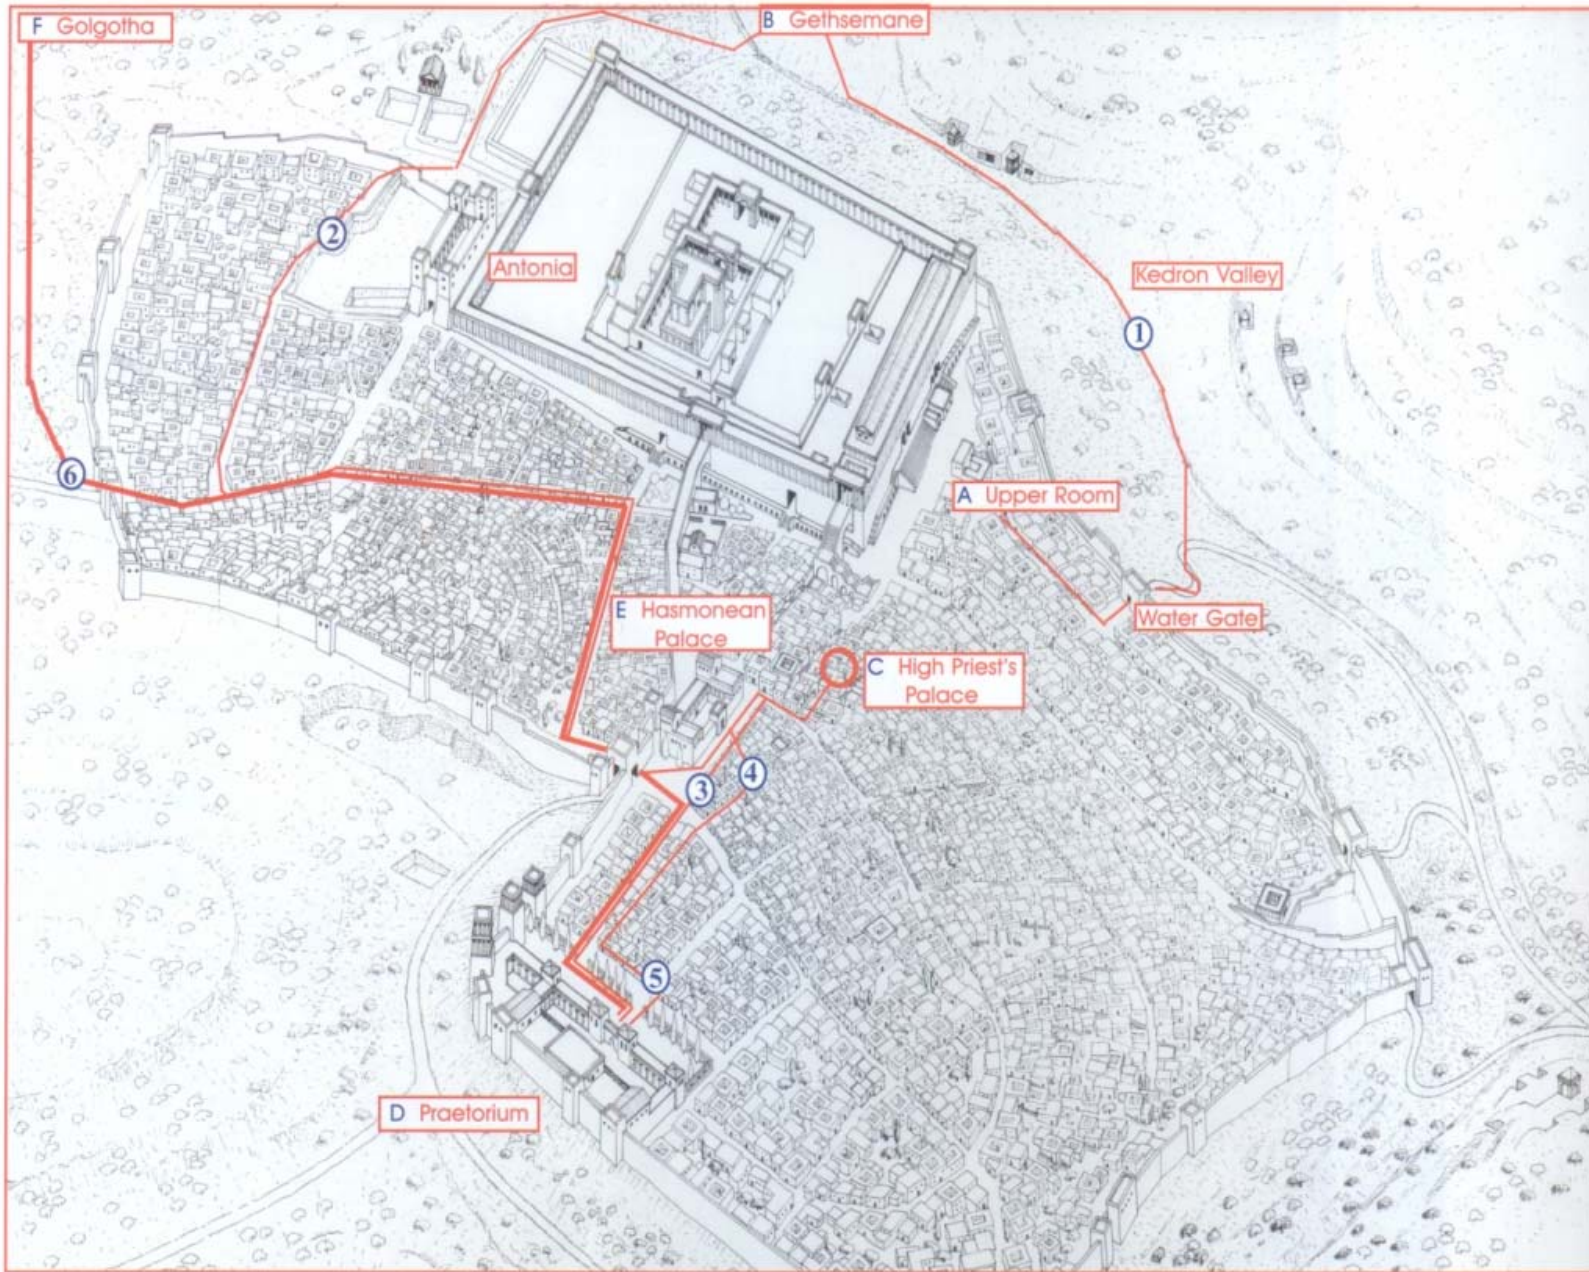 F Golgotha
B Gethsemane
2
Antonia
Kedron Valley
1
6
A Upper Room
E Hasmonean
Palace
Water Gate
C High Priest's
Palace
3
4
5
D Praetorium